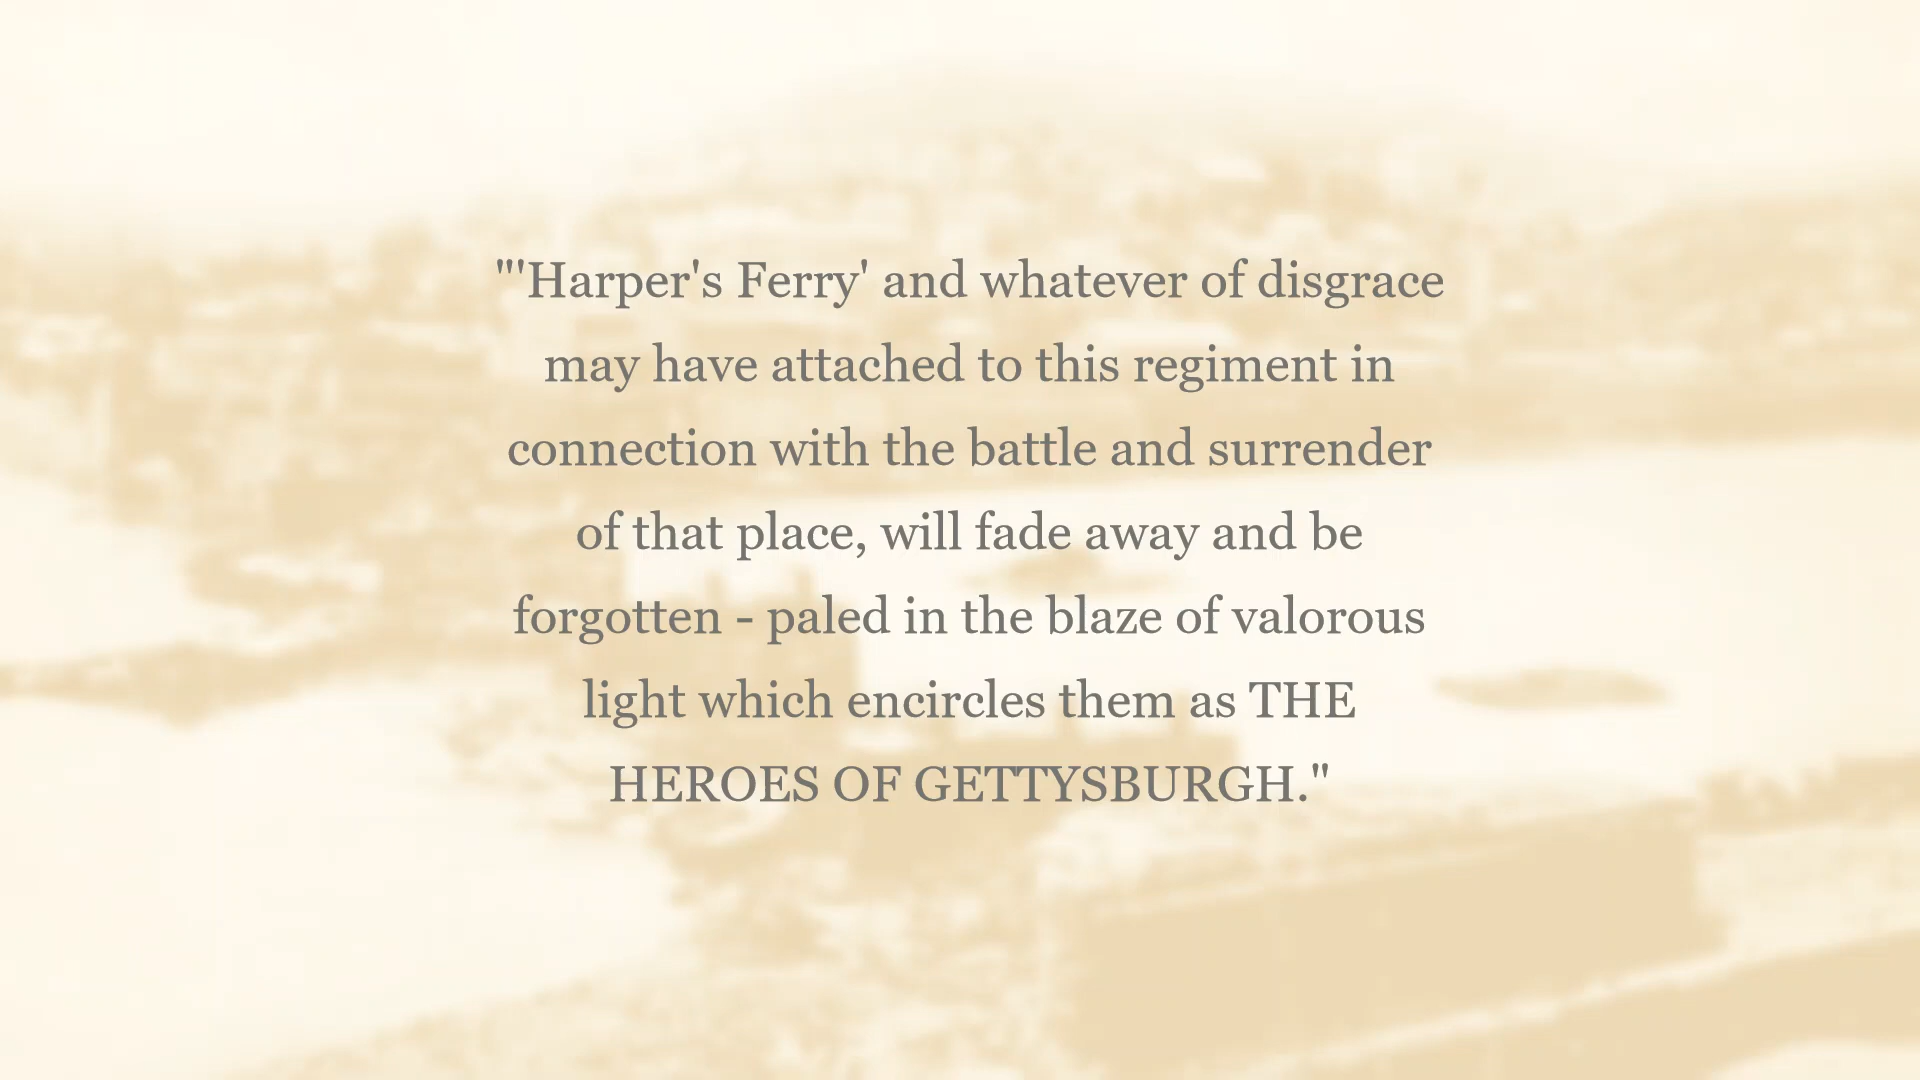 "'Harper's Ferry' and whatever of disgrace
may have attached to this regiment in
connection with the battle and surrender
of that place, will fade away and be
forgotten - paled in the blaze of valorous
light which encircles them as THE
HEROES OF GETTYSBURGH."